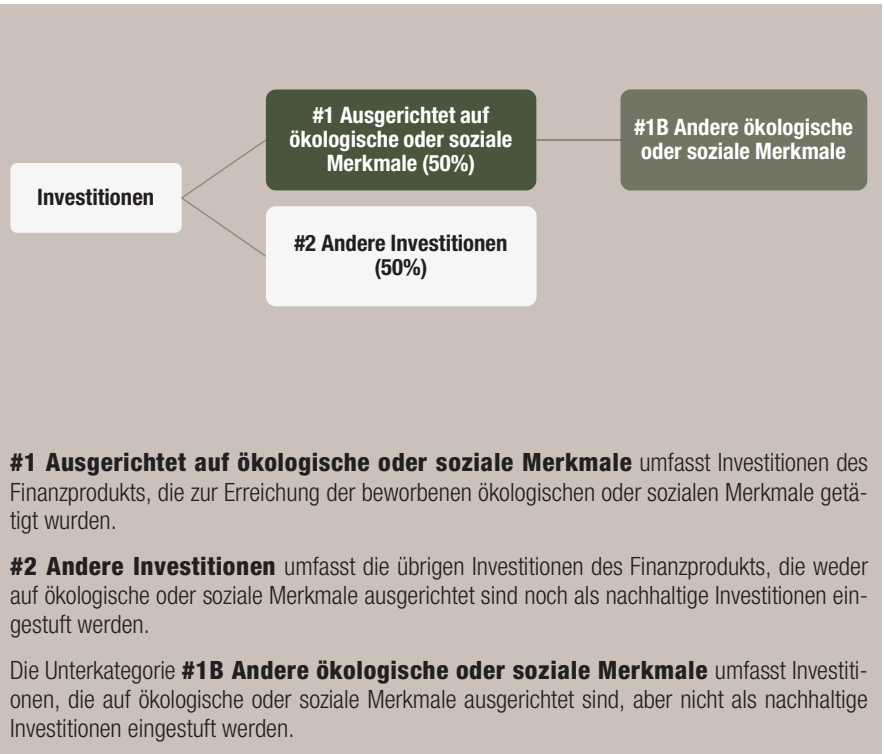 Investitionen
#1 Ausgerichtet auf
ökologische oder soziale
Merkmale (50%)
#1B Andere ökologische
oder soziale Merkmale
#2 Andere Investitionen
(50%)
#1 Ausgerichtet auf ökologische oder soziale Merkmale umfasst Investitionen des
Finanzprodukts, die zur Erreichung der beworbenen ökologischen oder sozialen Merkmale getä-
tigt wurden.
#2 Andere Investitionen umfasst die übrigen Investitionen des Finanzprodukts, die weder
auf ökologische oder soziale Merkmale ausgerichtet sind noch als nachhaltige Investitionen ein-
gestuft werden.
Die Unterkategorie #1B Andere ökologische oder soziale Merkmale umfasst Investiti-
onen, die auf ökologische oder soziale Merkmale ausgerichtet sind, aber nicht als nachhaltige
Investitionen eingestuft werden.